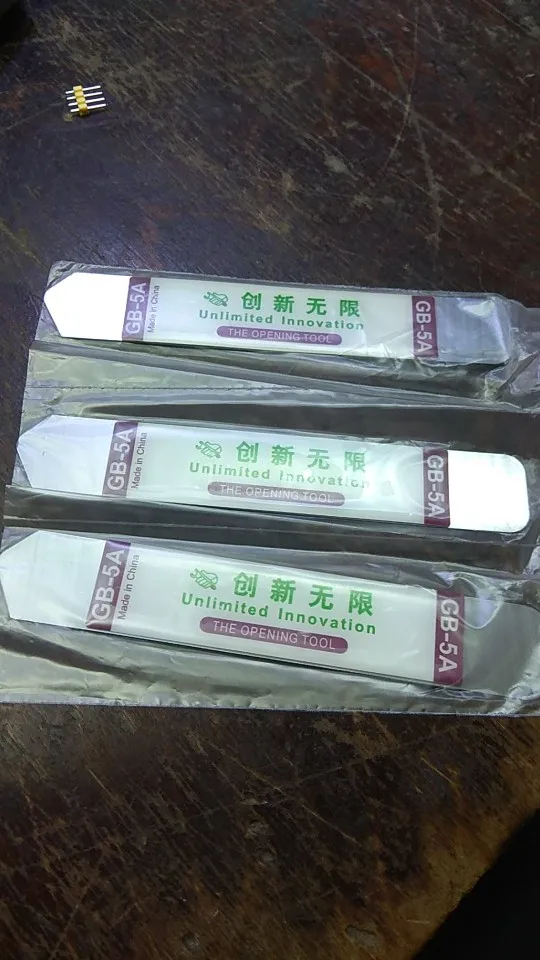 GB-5A
Made in China
创新无限
Unlimited Innovation
THE OPENING TOOL
GB-5A
GB-5A
Made in China
创新无限
Unlimited Innovation
THE OPENING TOOL
GB-5A
GB-5A
Made in China
创新无限
Unlimited Innovation
THE OPENING TOOL
GB-5A